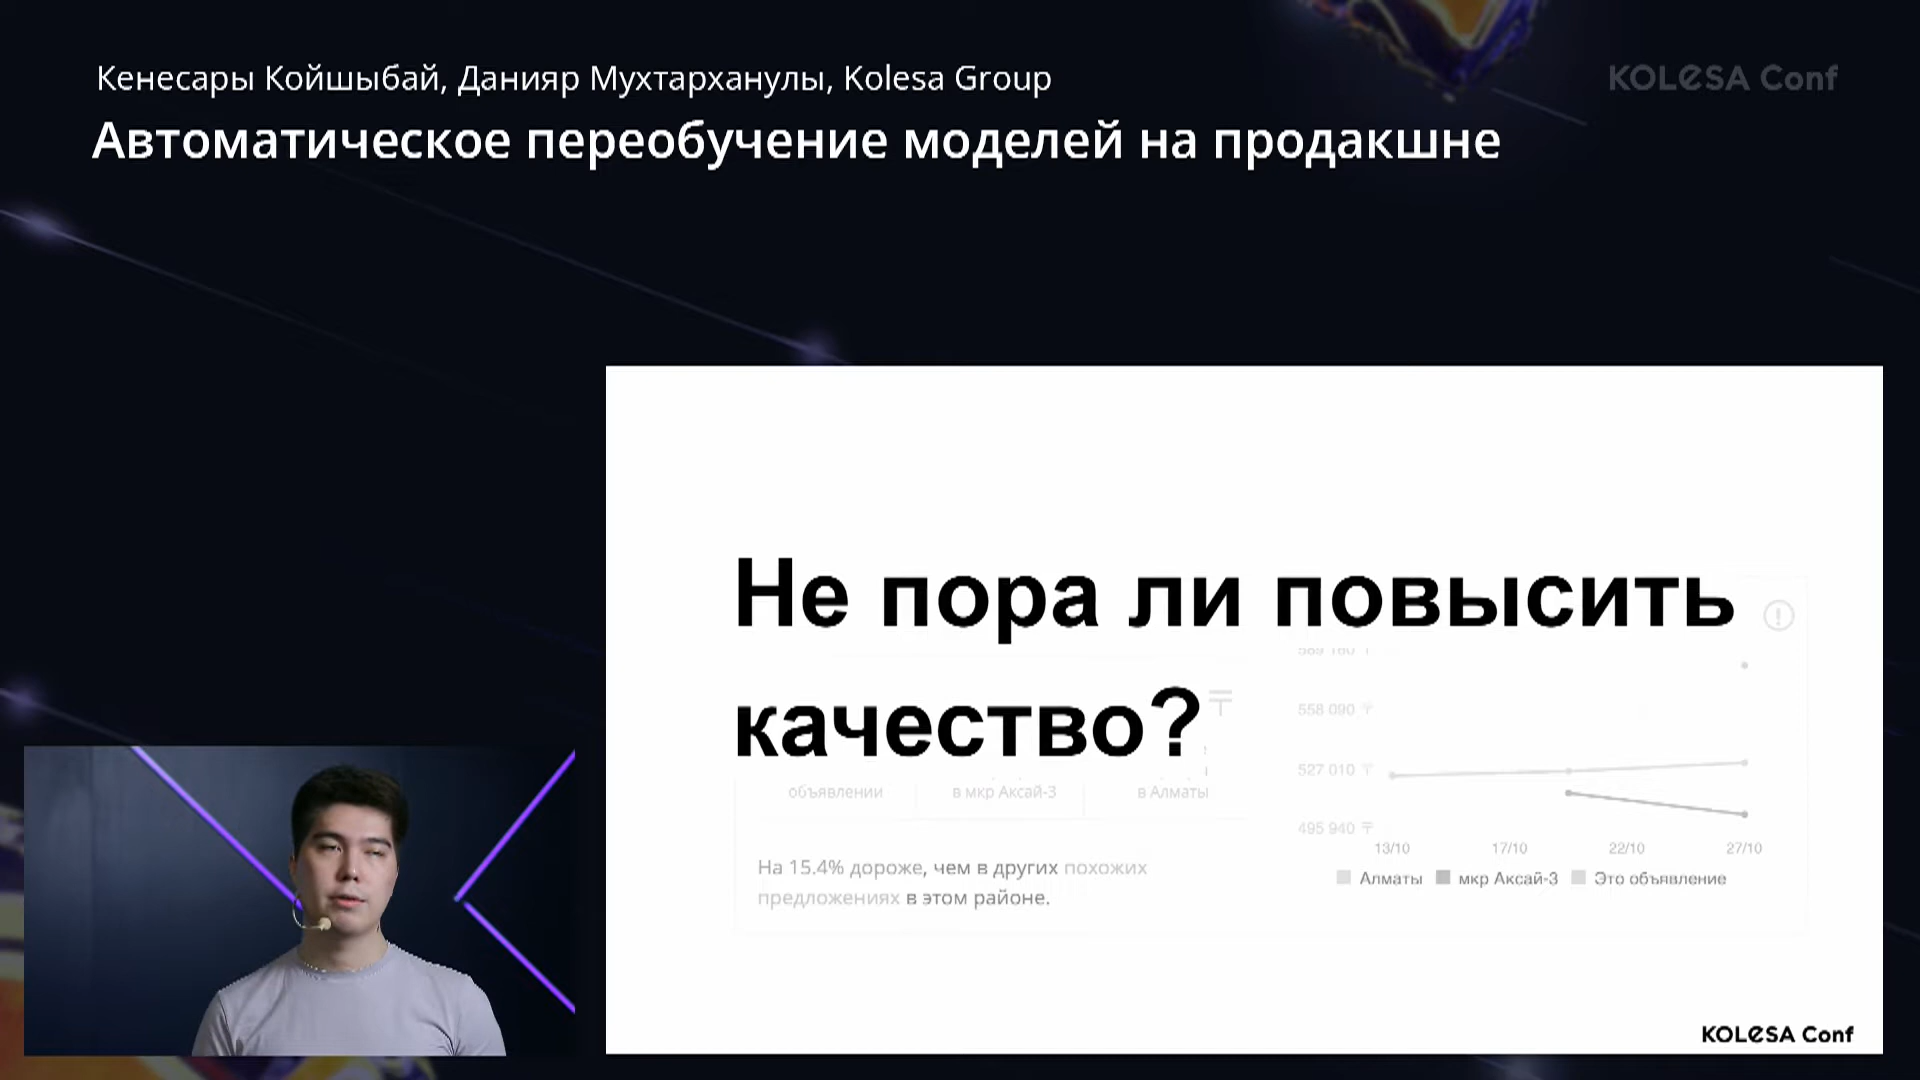 Кенесары Койшыбай, Данияр Мухтарханулы, Kolesa Group
KOLESA Conf
Автоматическое переобучение моделей на продакшне
Не пора ли повысить
качество?
558 090 ₸
527 010 ₸
495 940 ₸
объявлении
в мкр Аксай-3
в Алматы
13/10
17/10
22/10
27/10
На 15.4% дороже, чем в других похожих
предложениях в этом районе.
Алматы
мкр Аксай-3
Это объявление
KOLESA Conf